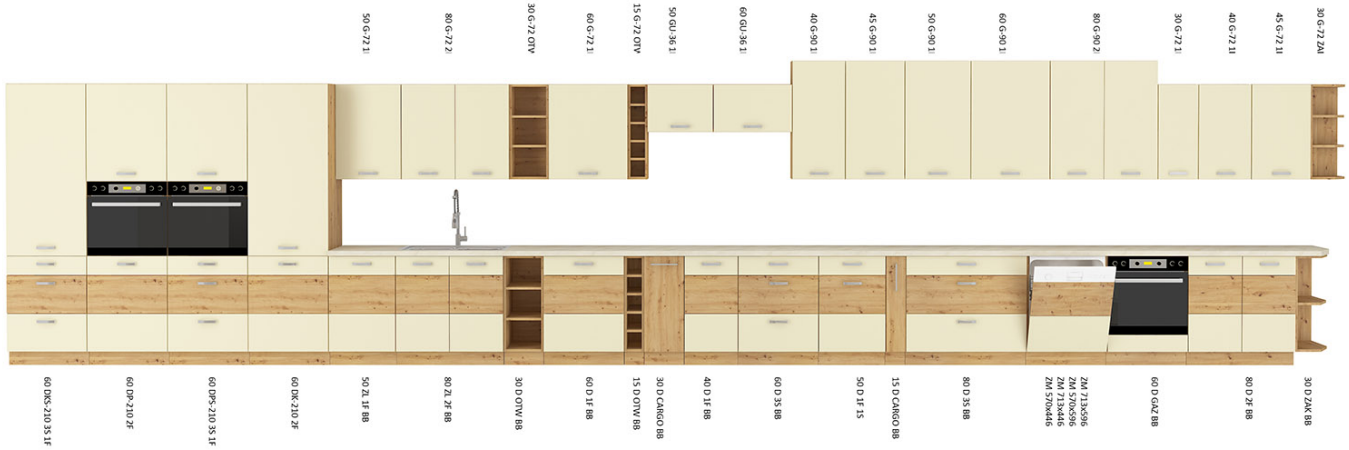 50 G-72 1F
80 G-72 2F
30 G-72 OTW
60 G-72 1F
15 G-72 OTW
50 GU-36 1F
60 GU-36 1F
40 G-90 1F
45 G-90 1F
50 G-90 1F
60 G-90 1F
80 G-90 2F
30 G-72 1F
40 G-72 1F
45 G-72 1F
30 G-72 ZAK
60 DKS-210 3S 1F
60 DP-210 2F
60 DPS-210 3S 1F
60 DK-210 2F
50 ZL 1F BB
80 ZL 2F BB
30 D OTW BB
60 D 1F BB
15 D OTW BB
30 D CARGO BB
40 D 1F BB
60 D 3S BB
50 D 1F 1S
15 D CARGO BB
80 D 3S BB
ZM 713x596
ZM 570x596
ZM 713x446
ZM 570x446
60 D GAZ BB
80 D 2F BB
30 D ZAK BB